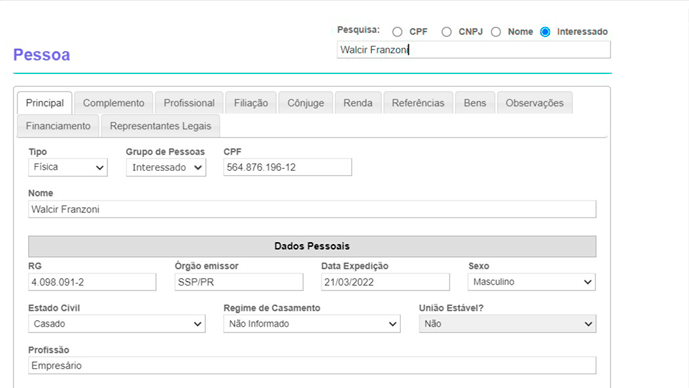 Pesquisa: CPF CNPJ Nome Interessado
Pessoa
Walcir Franzoni
Principal Complemento Profissional Filiação Cônjuge Renda Referências Bens Observações
Financiamento Representantes Legais
Tipo Grupo de Pessoas CPF
Física Interessado 564.876.196-12
Nome
Walcir Franzoni
Dados Pessoais
RG Órgão emissor Data Expedição Sexo
4.098.091-2 SSP/PR 21/03/2022 Masculino
Estado Civil Regime de Casamento União Estável?
Casado Não Informado Não
Profissão
Empresário